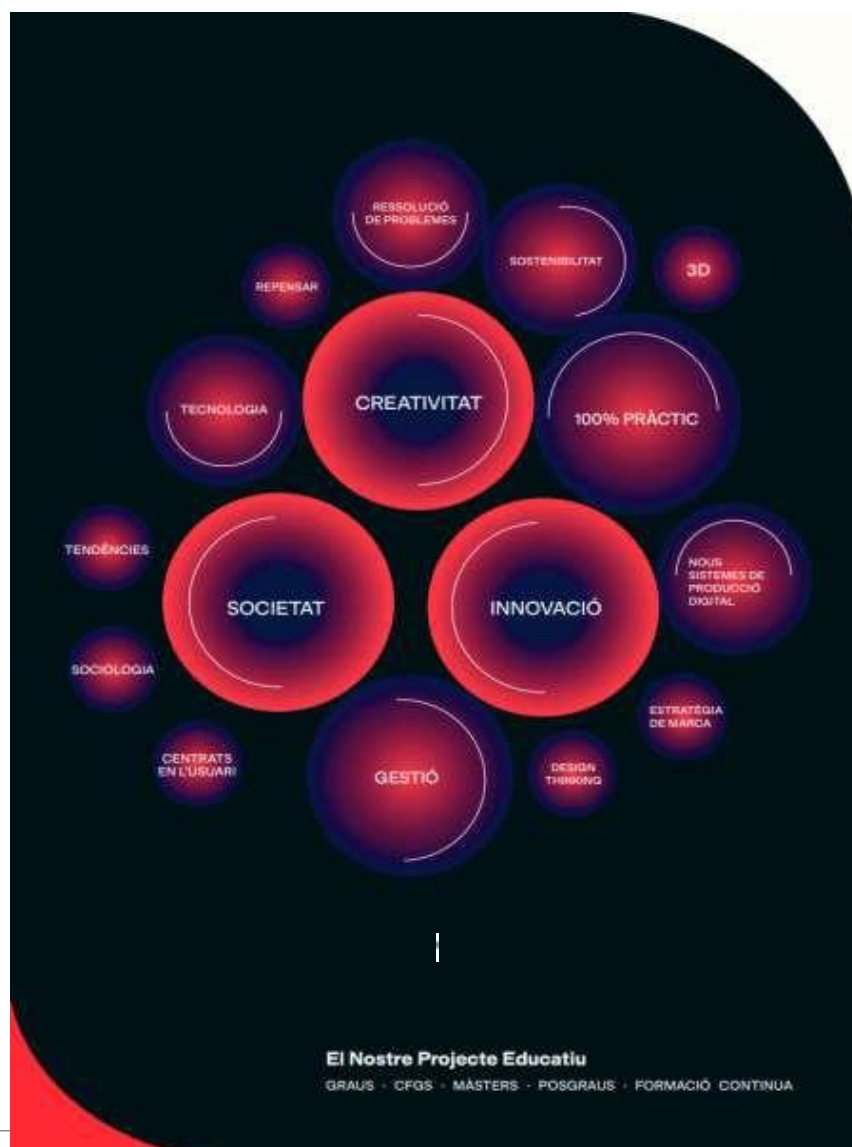 RESSOLUCIÓ
DE PROBLEMES
SOSTENIBILITAT
3D
REPENSAR
CREATIVITAT
TECNOLOGIA
100% PRÀCTIC
TENDÈNCIES
NOUS
SISTEMES DE
PRODUCCIÓ
DIGITAL
SOCIETAT
INNOVACIÓ
SOCIOLOGIA
ESTRATÈGIA
DE MARCA
CENTRATS
EN L'USUARI
GESTIÓ
DESIGN
THINKING
El Nostre Projecte Educatiu
GRAUS · CFGS · MÀSTERS · POSGRAUS · FORMACIÓ CONTINUA